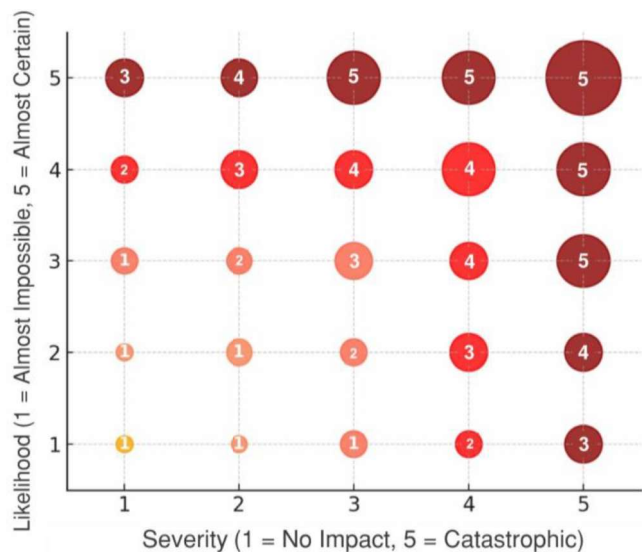 Likelihood (1 = Almost Impossible, 5 = Almost Certain)
5 3 4 5 5 5
4 2 3 4 4 5
3 1 2 3 4 5
2 1 1 2 3 4
1 1 1 1 2 3
1 2 3 4 5
Severity (1 = No Impact, 5 = Catastrophic)